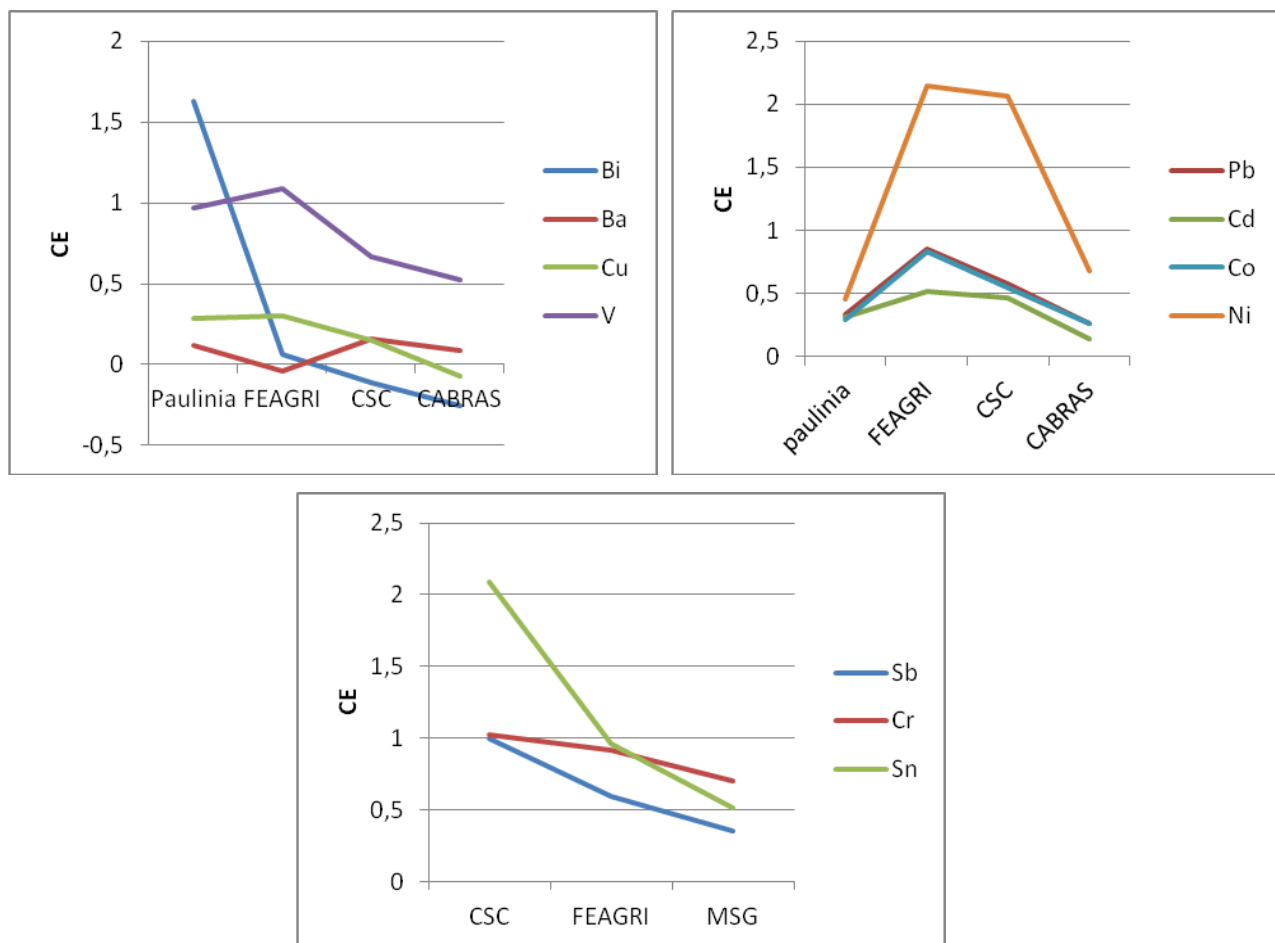 2
1,5
1
0,5
0
-0,5
CE
Paulinia FEAGRI CSC CABRAS
Bi
Ba
Cu
V
2,5
2
1,5
1
0,5
0
CE
paulinia
FEAGRI
CSC
CABRAS
Pb
Cd
Co
Ni
2,5
2
1,5
1
0,5
0
CE
CSC FEAGRI MSG
Sb
Cr
Sn